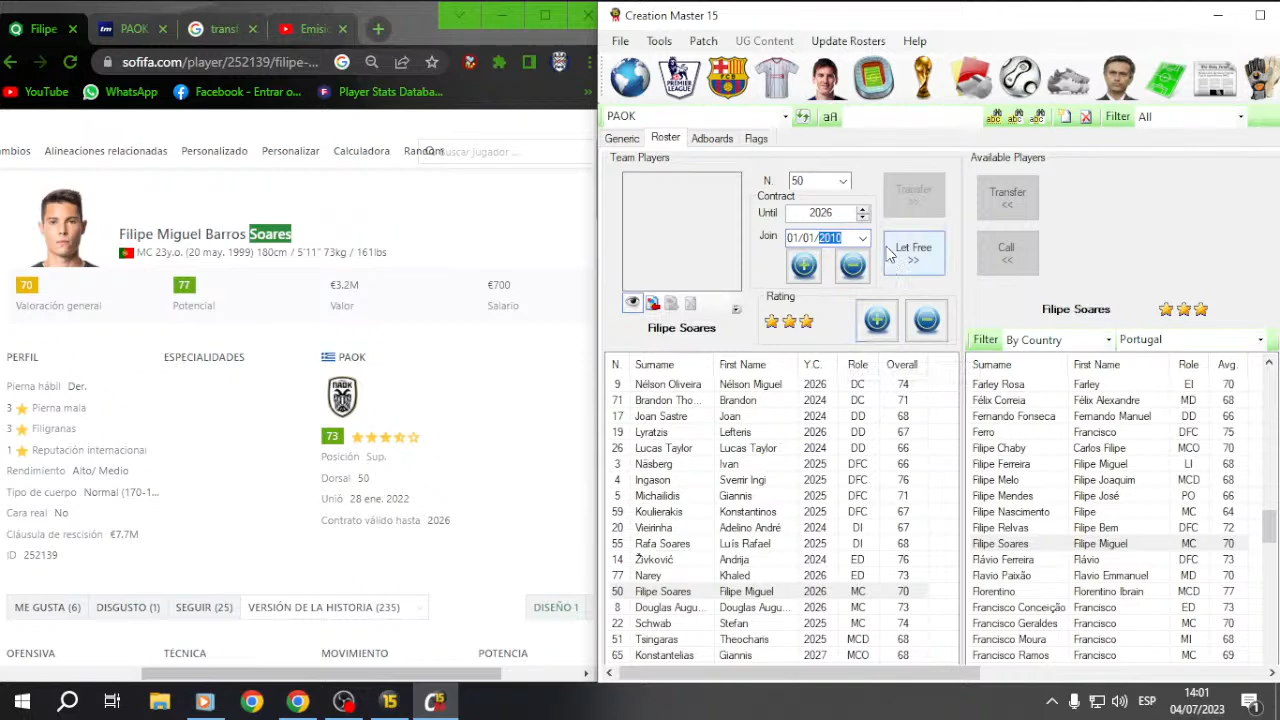 Filipe
PAOK
transf
Emisi
sofifa.com/player/252139/filipe-...
YouTube
WhatsApp
Facebook - Entrar o...
Player Stats Databa...
»
mbios
Alineaciones relacionadas
Personalizado
Personalizar
Calculadora
Random
Buscar jugador ....
Filipe Miguel Barros Soares
MC 23y.o. (20 may. 1999) 180cm / 5'11" 73kg / 161lbs
70
77
€3.2M
€700
Valoración general
Potencial
Valor
Salario
PERFIL
ESPECIALIDADES
PAOK
Pierna hábil Der.
3 Pierna mala
3 Filigranas
1 Reputación internacional
Rendimiento Alto/ Medio
Tipo de cuerpo Normal (170-1...
Cara real No
Cláusula de rescisión €7.7M
ID 252139
73
Posición Sup.
Dorsal 50
Unió 28 ene. 2022
Contrato válido hasta 2026
ME GUSTA (6)
DISGUSTO (1)
SEGUIR (25)
VERSIÓN DE LA HISTORIA (235)
DISEÑO 1
OFENSIVA
TÉCNICA
MOVIMIENTO
POTENCIA
Creation Master 15
File Tools Patch UG Content Update Rosters Help
PAOK
aA
abc abc abc
Filter All
Generic Roster Adboards Flags
Team Players
N. 50
Contract
Until 2026
Join 01/01/2010
Transfer
>>
Let Free
>>
Rating
Filipe Soares
Available Players
Transfer
<<
Call
<<
Filipe Soares
Filter By Country Portugal
N. Surname First Name Y.C. Role Overall
9 Nélson Oliveira Nélson Miguel 2026 DC 74
71 Brandon Tho... Brandon 2024 DC 71
17 Joan Sastre Joan 2024 DD 68
19 Lyratzis Lefteris 2026 DD 67
26 Lucas Taylor Lucas Taylor 2024 DD 66
3 Näsberg Ivan 2025 DFC 66
4 Ingason Sverrir Ingi 2025 DFC 76
5 Michailidis Giannis 2025 DFC 71
59 Koulierakis Konstantinos 2025 DFC 67
20 Vieirinha Adelino André 2024 DI 67
55 Rafa Soares Luís Rafael 2025 DI 68
14 Živković Andrija 2024 ED 76
77 Narey Khaled 2026 ED 73
50 Filipe Soares Filipe Miguel 2026 MC 70
8 Douglas Augu... Douglas Augu... 2026 MC 73
22 Schwab Stefan 2025 MC 74
51 Tsingaras Theocharis 2025 MCD 68
65 Konstantelias Giannis 2027 MCO 68
Surname First Name Role Avg.
Farley Rosa Farley EI 70
Félix Correia Félix Alexandre MD 68
Fernando Fonseca Fernando Manuel DD 66
Ferro Francisco DFC 75
Filipe Chaby Carlos Filipe MCO 70
Filipe Ferreira Filipe Miguel LI 68
Filipe Melo Filipe Joaquim MCD 68
Filipe Mendes Filipe José PO 66
Filipe Nascimento Filipe MC 64
Filipe Relvas Filipe Bem DFC 72
Filipe Soares Filipe Miguel MC 70
Flávio Ferreira Flávio DFC 73
Flavio Paixão Flavio Emmanuel MD 70
Florentino Florentino Ibrain MCD 77
Francisco Conceição Francisco ED 73
Francisco Geraldes Francisco MC 70
Francisco Moura Francisco MI 68
Francisco Ramos Francisco MC 69
15
15
ESP
14:01
04/07/2023
1